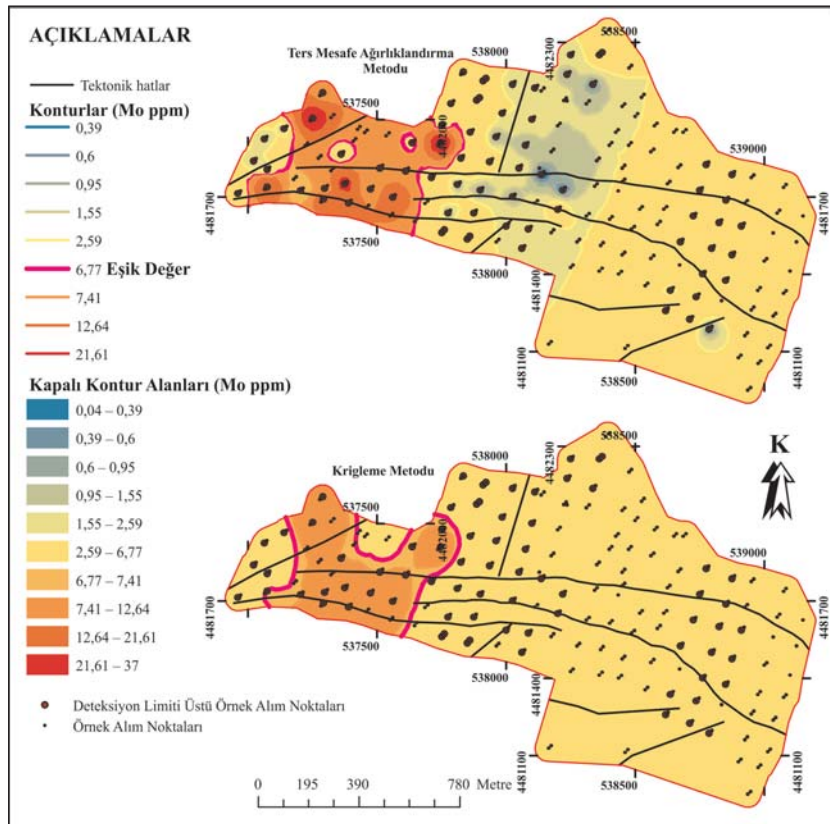 AÇIKLAMALAR
Tektonik hatlar
Konturlar (Mo ppm)
0,39
0,6
0,95
1,55
2,59
6,77 Eşik Değer
7,41
12,64
21,61
Kapalı Kontur Alanları (Mo ppm)
0,04 – 0,39
0,39 – 0,6
0,6 – 0,95
0,95 – 1,55
1,55 – 2,59
2,59 – 6,77
6,77 – 7,41
7,41 – 12,64
12,64 – 21,61
21,61 – 37
Deteksiyon Limiti Üstü Örnek Alım Noktaları
Örnek Alım Noktaları
Ters Mesafe Ağırlıklandırma
Metodu
538000
4482300
538500
537500
4482000
539000
4481700
4481700
537500
538000
4481400
538500
4481100
4481100
Krigleme Metodu
538000
4482300
538500
K
537500
4482000
539000
4481700
4481700
537500
538000
4481400
538500
4481100
4481100
0 195 390 780 Metre